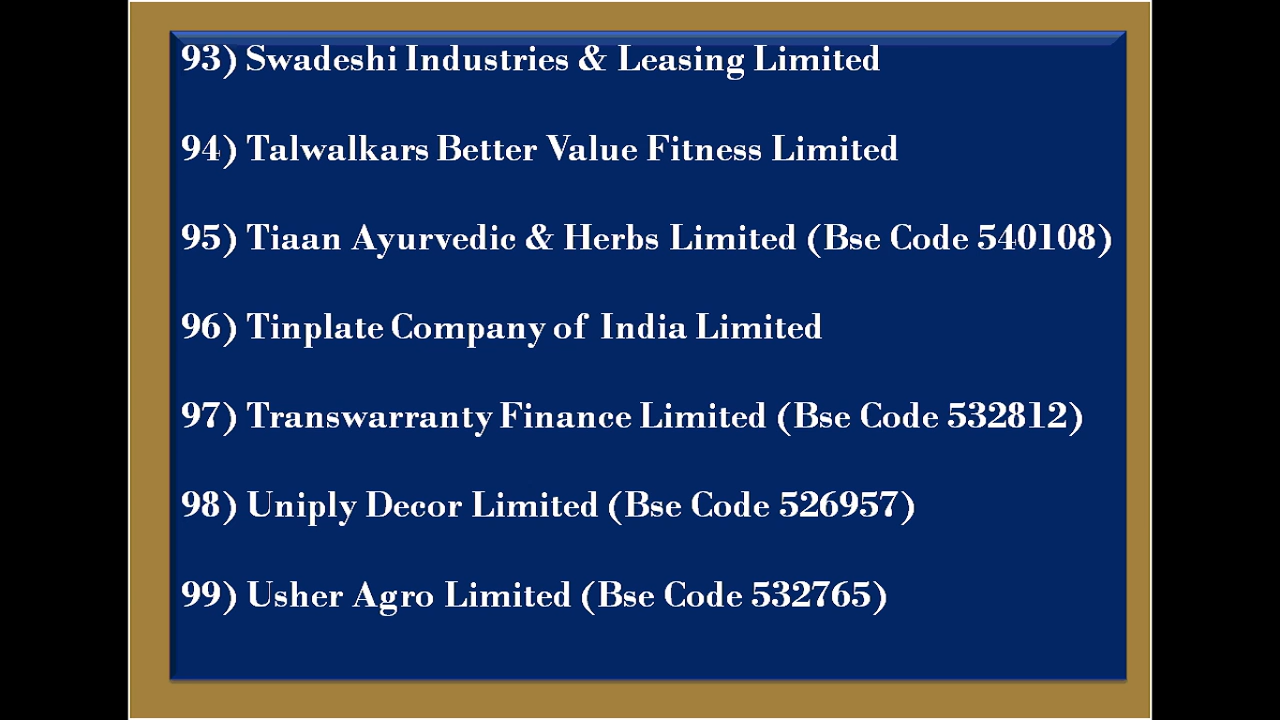 93) Swadeshi Industries & Leasing Limited
94) Talwalkars Better Value Fitness Limited
95) Tiaan Ayurvedic & Herbs Limited (Bse Code 540108)
96) Tinplate Company of India Limited
97) Transwarranty Finance Limited (Bse Code 532812)
98) Uniply Decor Limited (Bse Code 526957)
99) Usher Agro Limited (Bse Code 532765)